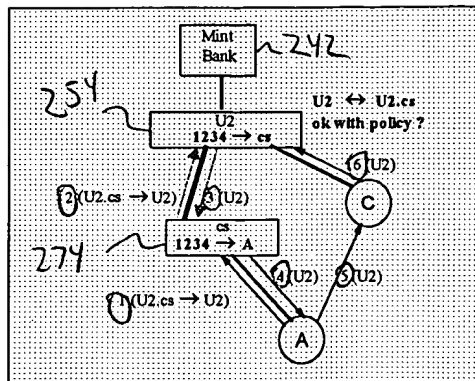 Mint
Bank
242
254
U2
1234 → cs
U2 ↔ U2.cs
ok with policy ?
⑥(U2)
②(U2.cs → U2)
③(U2)
C
274
cs
1234 → A
④(U2)
⑤(U2)
①(U2.cs → U2)
A